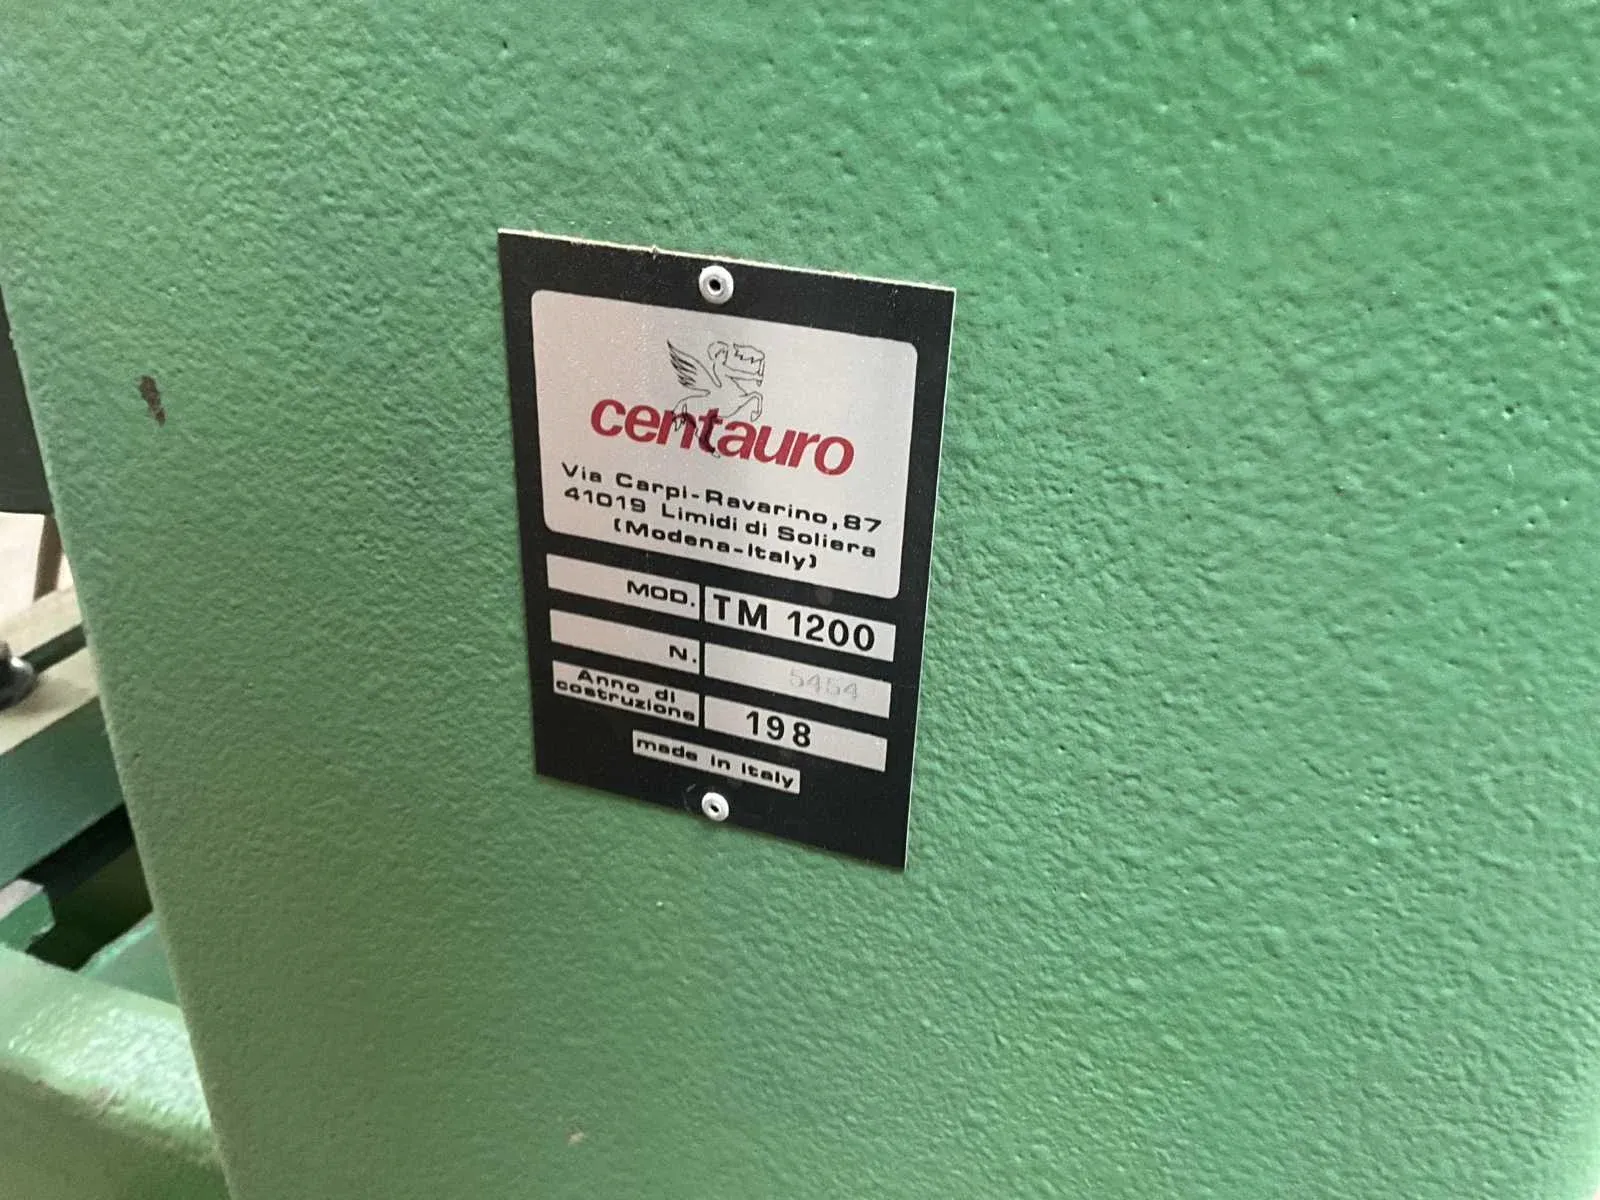 centauro
Via Carpi-Ravarino, 87
41019 Limidi di Soliera
(Modena-Italy)
MOD. TM 1200
N. 5454
Anno di
costruzione 198
made in Italy